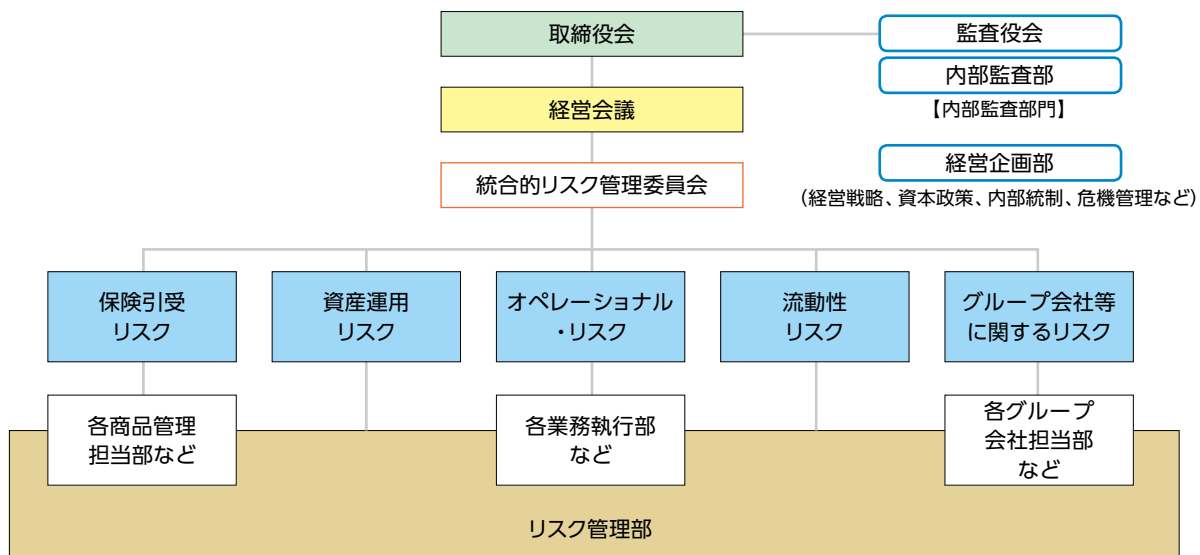 取締役会
監査役会
内部監査部
【内部監査部門】
経営会議
統合的リスク管理委員会
経営企画部
(経営戦略、資本政策、内部統制、危機管理など)
保険引受
リスク
資産運用
リスク
オペレーショナル
・リスク
流動性
リスク
グループ会社等
に関するリスク
各商品管理
担当部など
各業務執行部
など
各グループ
会社担当部
など
リスク管理部